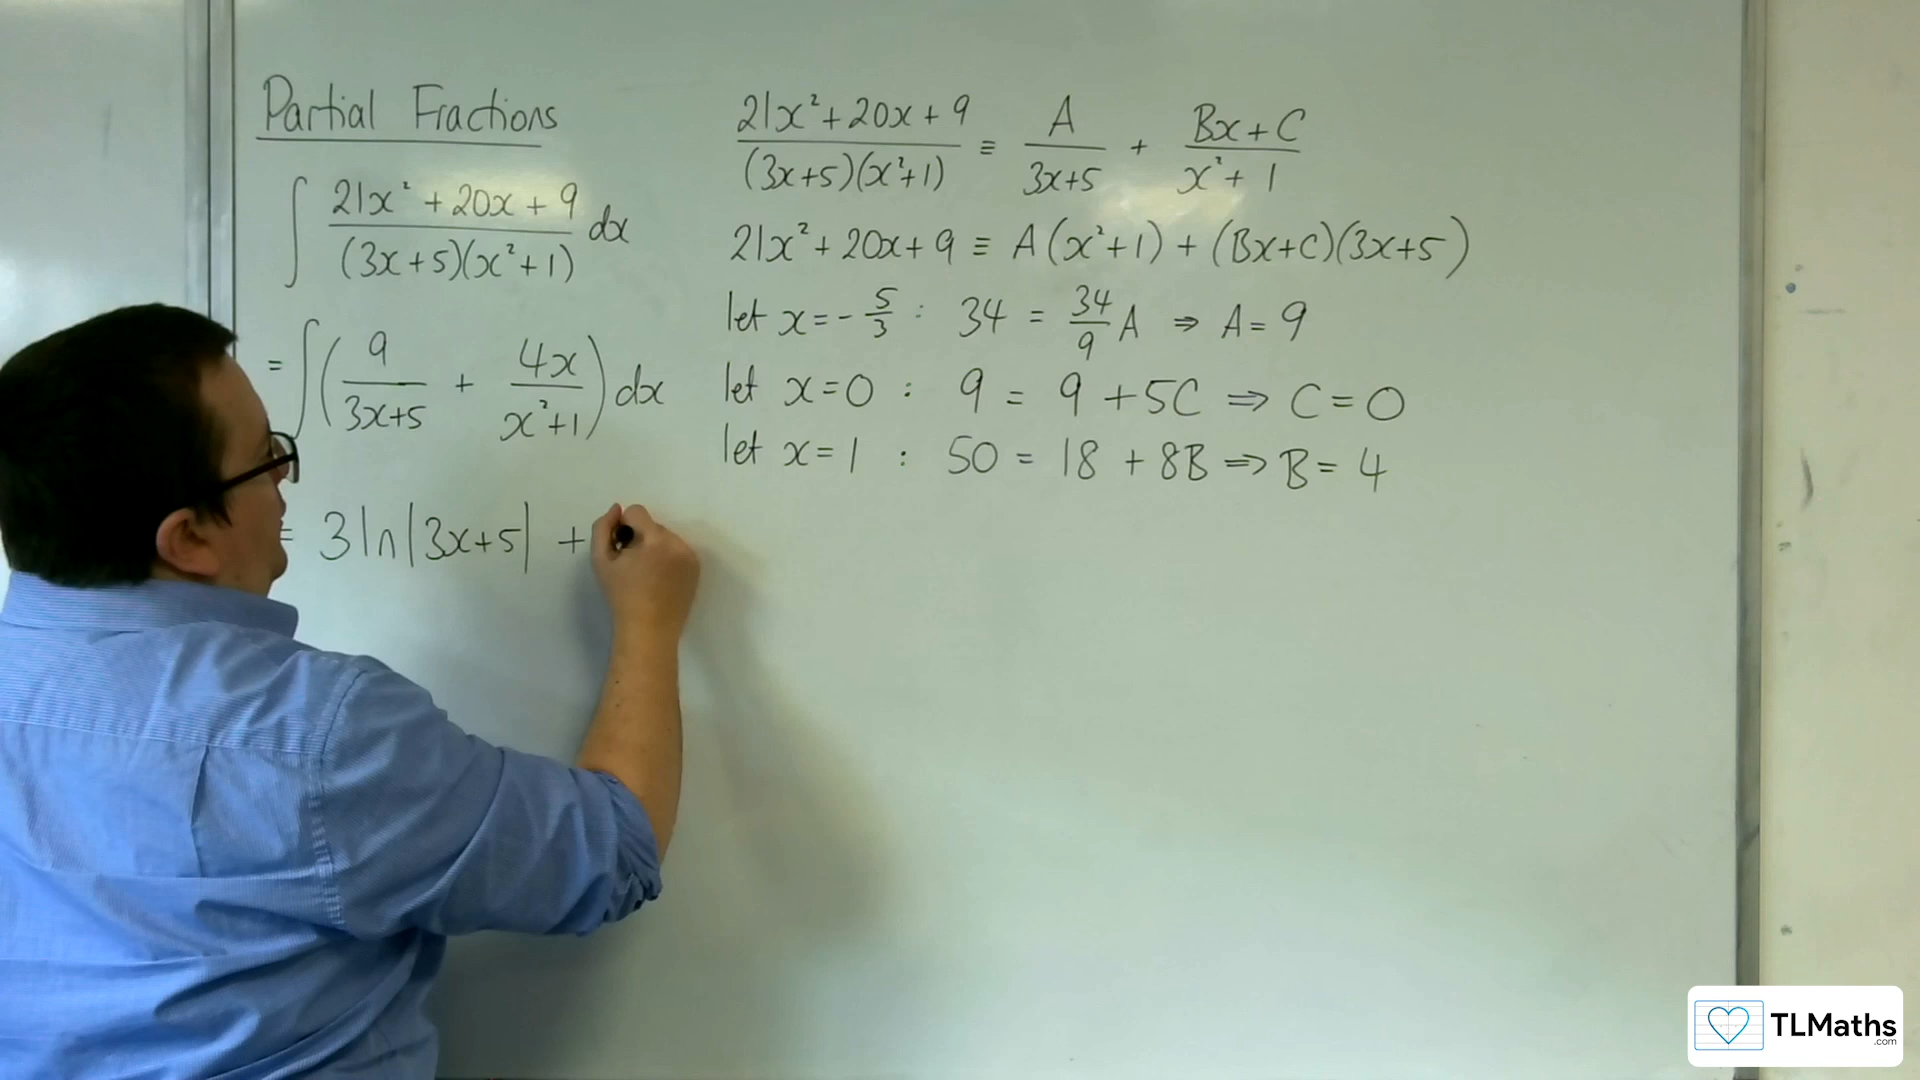 Partial Fractions
∫ (21x² + 20x + 9)/((3x+5)(x²+1)) dx
= ∫(9/(3x+5) + 4x/(x²+1)) dx
= 3 ln|3x+5| +
(21x² + 20x + 9)/((3x+5)(x²+1)) ≡ A/(3x+5) + (Bx+C)/(x²+1)
21x² + 20x + 9 ≡ A(x²+1) + (Bx+C)(3x+5)
let x = -5/3 : 34 = 34/9 A ⇒ A = 9
let x = 0 : 9 = 9 + 5C ⇒ C = 0
let x = 1 : 50 = 18 + 8B ⇒ B = 4
TLMaths
.com